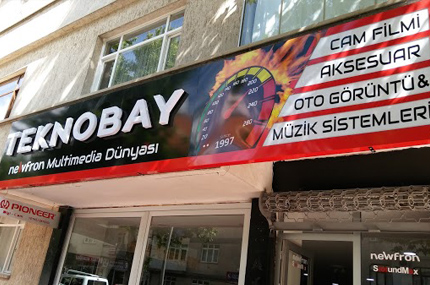 TEKNOBAY
newfron Multimedia Dünyası
1997
CAM FİLMİ
AKSESUAR
OTO GÖRÜNTÜ&
MÜZİK SİSTEMLERİ
PIONEER
newfron
SoundMax